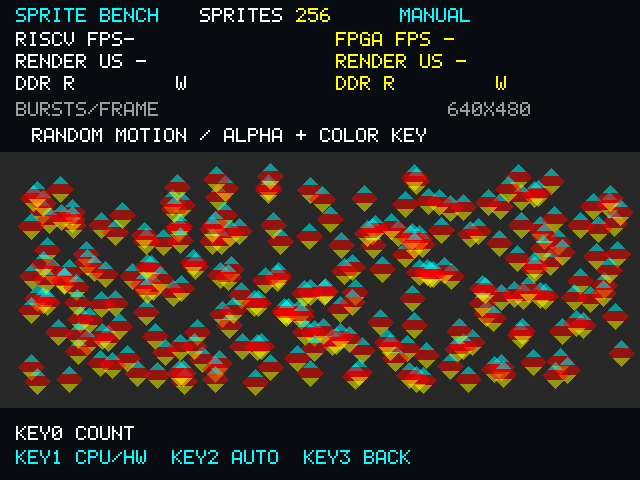 SPRITE BENCH SPRITES 256 MANUAL
RISCV FPS- FPGA FPS -
RENDER US - RENDER US -
DDR R W DDR R W
BURSTS/FRAME 640X480
RANDOM MOTION / ALPHA + COLOR KEY
KEY0 COUNT
KEY1 CPU/HW KEY2 AUTO KEY3 BACK